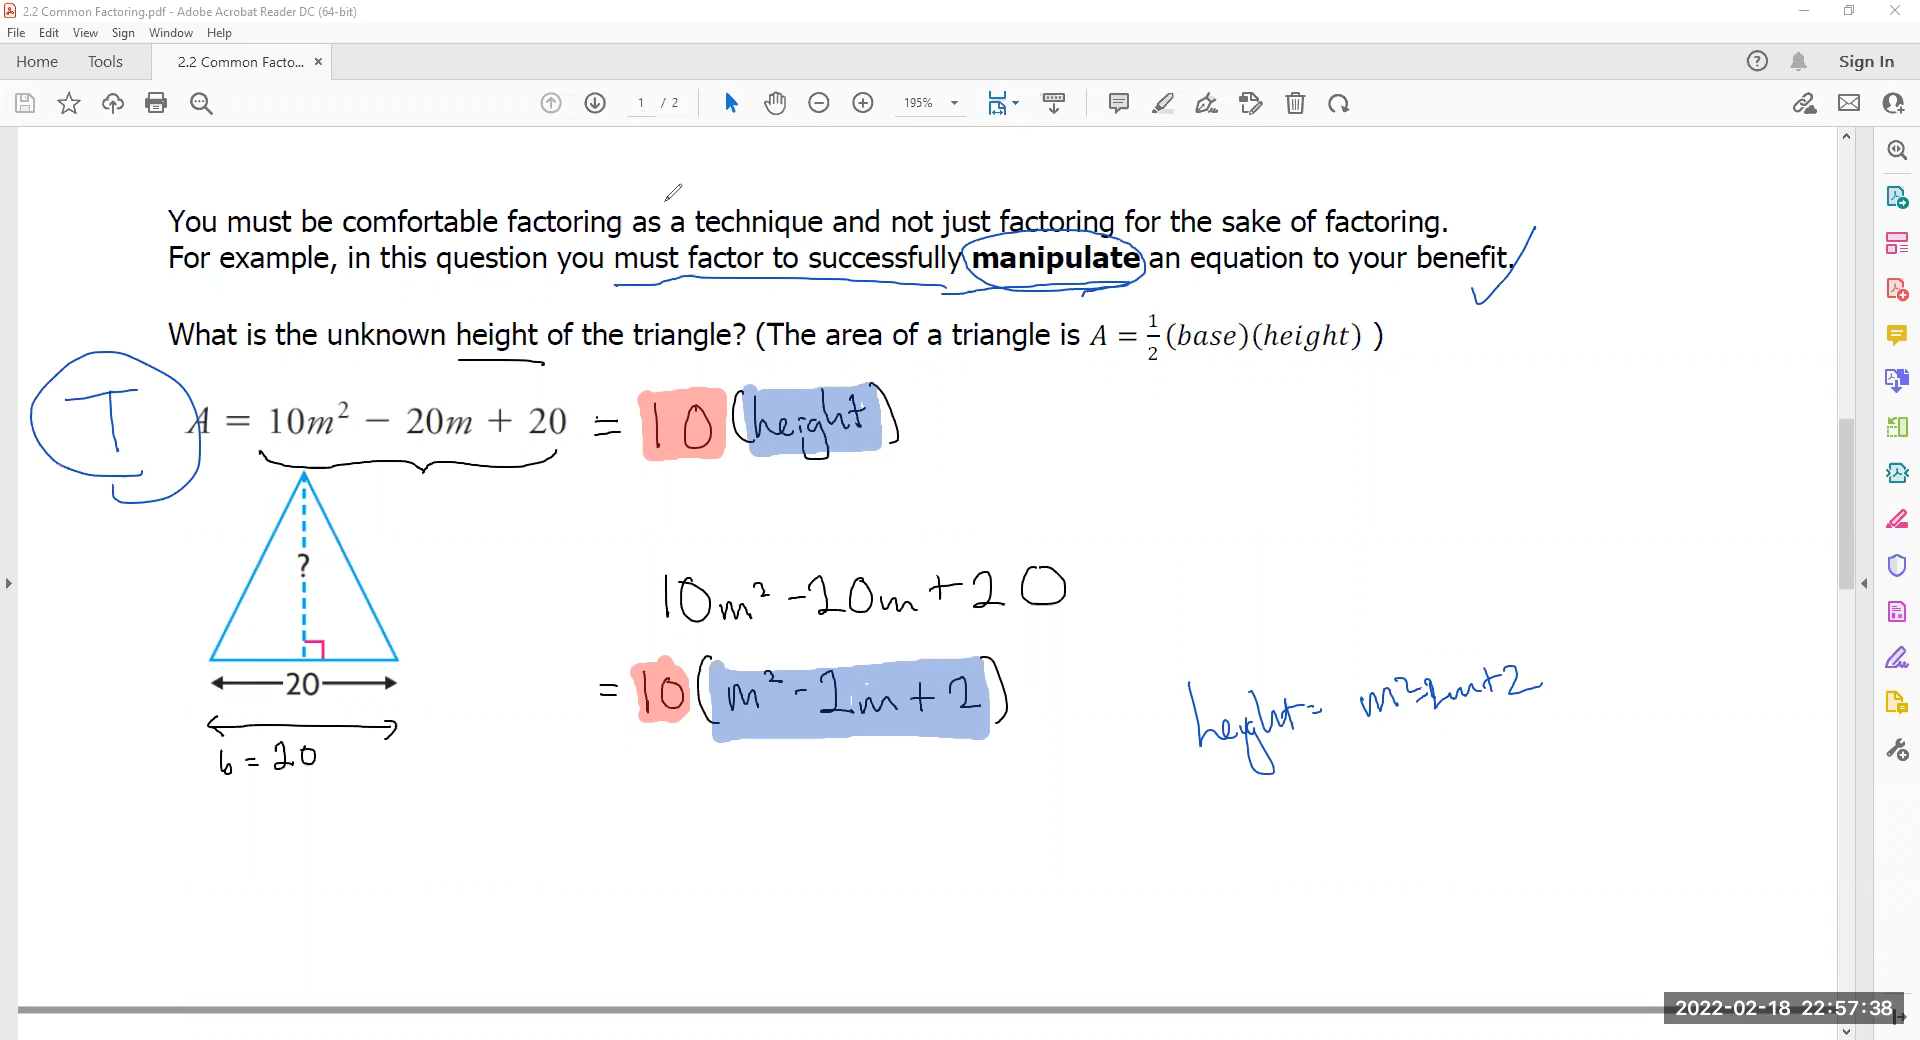 2.2 Common Factoring.pdf - Adobe Acrobat Reader DC (64-bit)
File Edit View Sign Window Help
Home Tools 2.2 Common Facto... × Sign In
1 / 2 195%
You must be comfortable factoring as a technique and not just factoring for the sake of factoring.
For example, in this question you must factor to successfully manipulate an equation to your benefit.
What is the unknown height of the triangle? (The area of a triangle is A = 1/2 (base)(height) )
T
A = 10m² − 20m + 20 = 10 (height)
?
10m² - 20m + 20
20
= 10 (m² - 2m + 2)
height = m² - 2m + 2
b = 20
2022-02-18 22:57:38